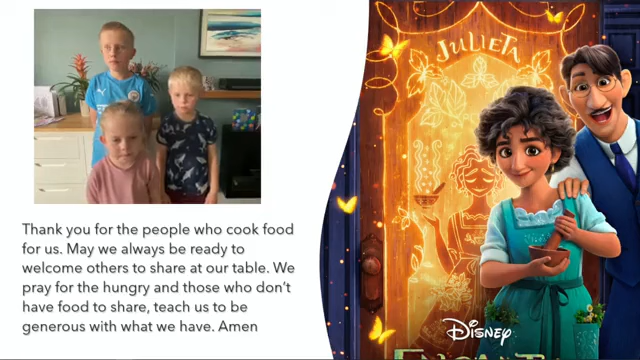 Thank you for the people who cook food
for us. May we always be ready to
welcome others to share at our table. We
pray for the hungry and those who don't
have food to share, teach us to be
generous with what we have. Amen
JULIETA
DISNEY